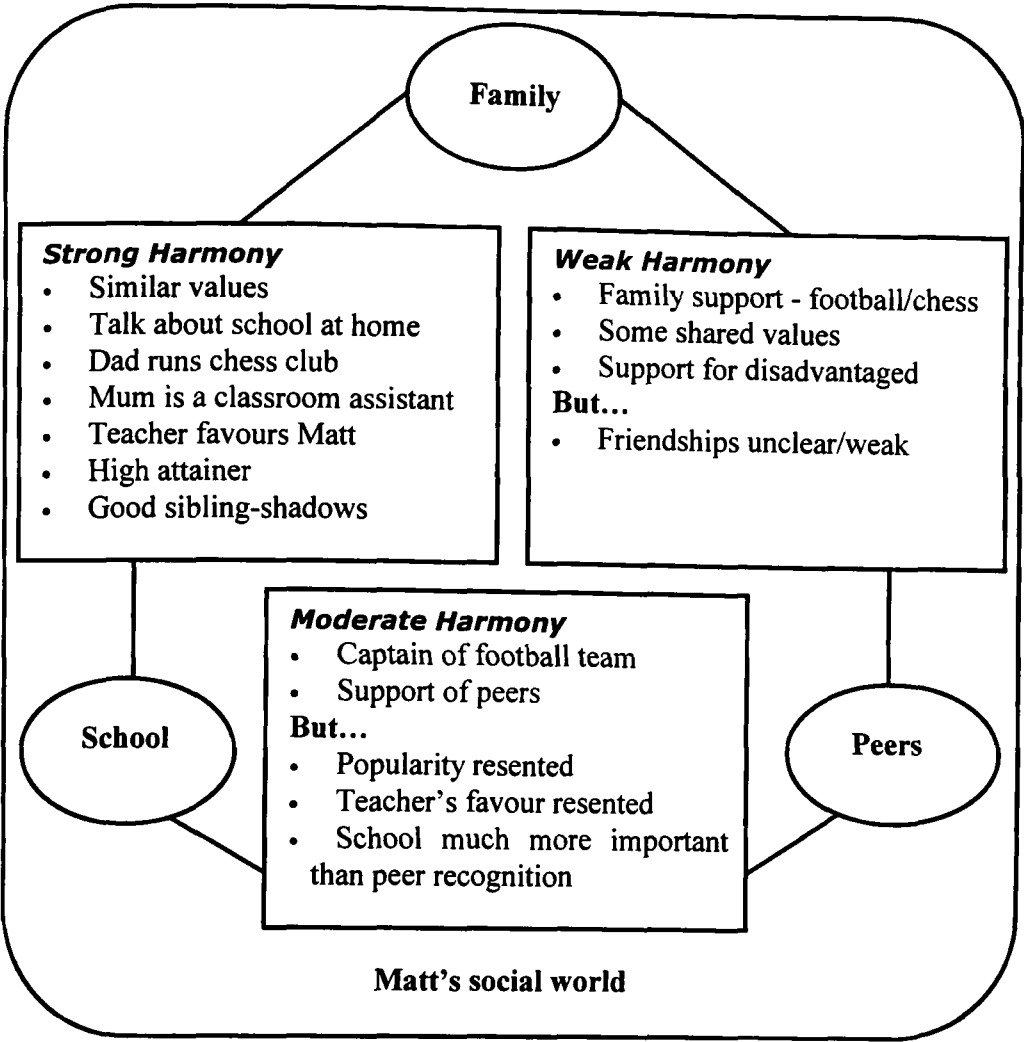 Family
Strong Harmony
• Similar values
• Talk about school at home
• Dad runs chess club
• Mum is a classroom assistant
• Teacher favours Matt
• High attainer
• Good sibling-shadows
Weak Harmony
• Family support - football/chess
• Some shared values
• Support for disadvantaged
But...
• Friendships unclear/weak
Moderate Harmony
• Captain of football team
• Support of peers
But...
• Popularity resented
• Teacher's favour resented
• School much more important
than peer recognition
School
Peers
Matt's social world